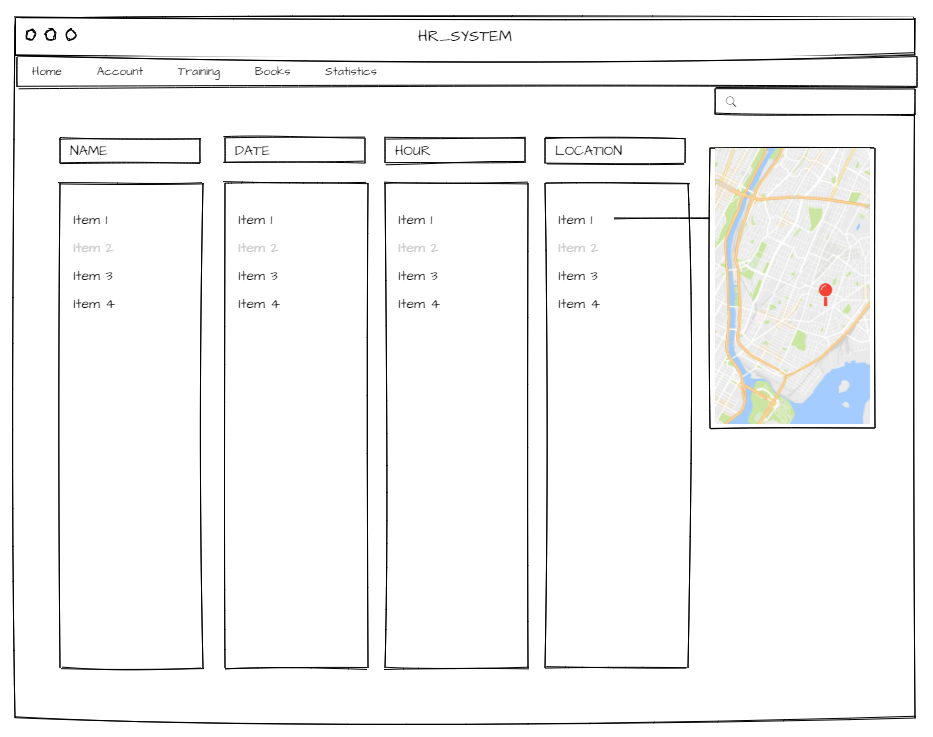 HR_SYSTEM
Home Account Training Books Statistics
NAME DATE HOUR LOCATION
Item 1 Item 1 Item 1 Item 1
Item 2 Item 2 Item 2 Item 2
Item 3 Item 3 Item 3 Item 3
Item 4 Item 4 Item 4 Item 4